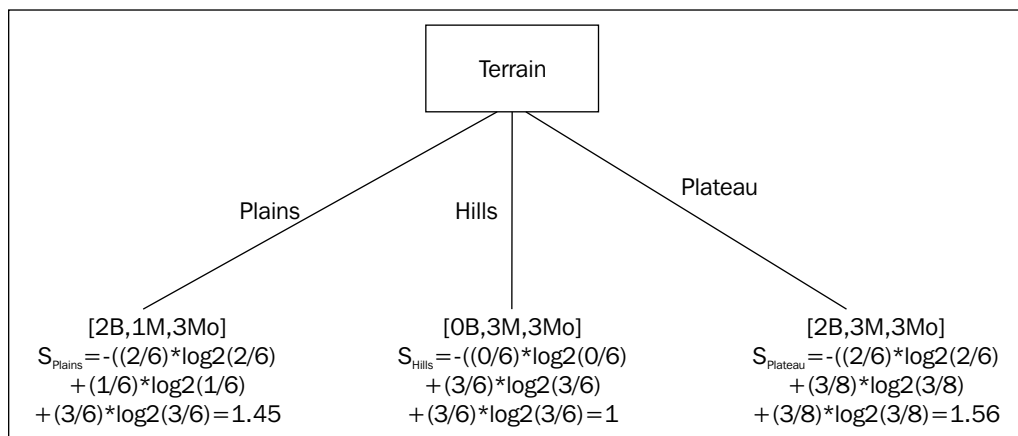 Terrain
Plains
Hills
Plateau
[2B,1M,3Mo]
S_Plains=-((2/6)*log2(2/6)
+(1/6)*log2(1/6)
+(3/6)*log2(3/6)=1.45
[0B,3M,3Mo]
S_Hills=-((0/6)*log2(0/6)
+(3/6)*log2(3/6)
+(3/6)*log2(3/6)=1
[2B,3M,3Mo]
S_Plateau=-((2/6)*log2(2/6)
+(3/8)*log2(3/8)
+(3/8)*log2(3/8)=1.56